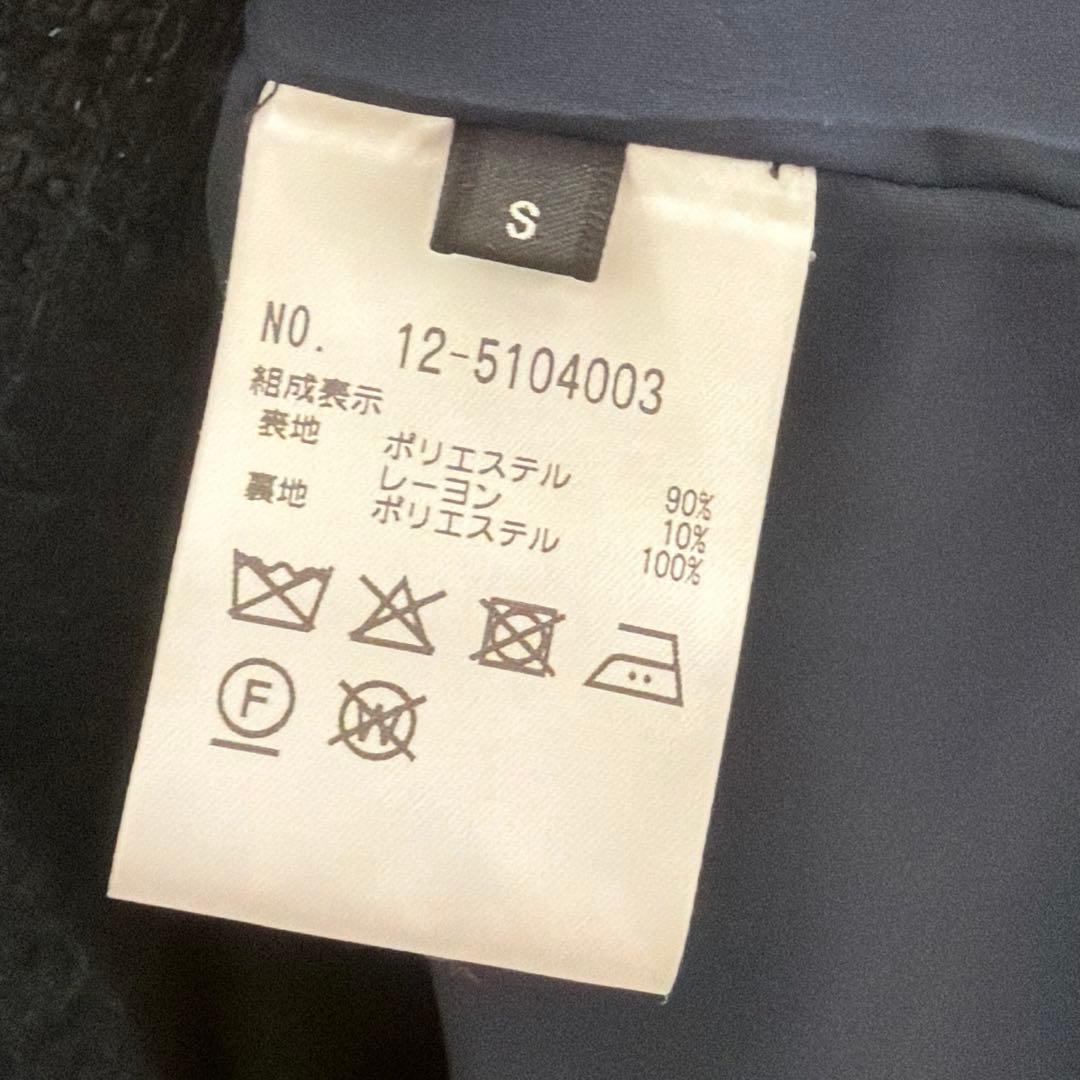 S
NO. 12-5104003
組成表示
表地 ポリエステル 90%
レーヨン 10%
裏地 ポリエステル 100%
F W